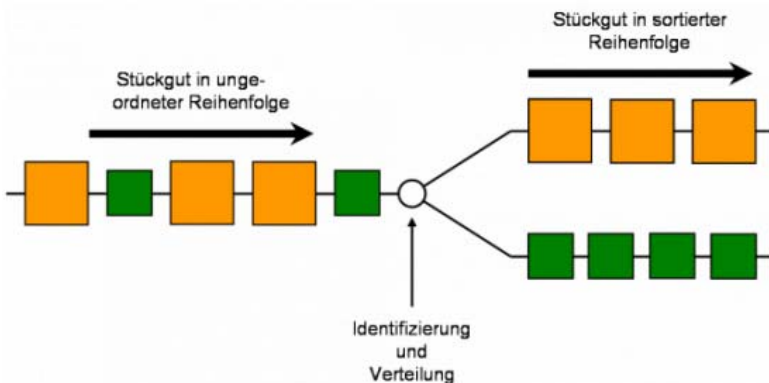 Stückgut in unge-
ordneter Reihenfolge
Stückgut in sortierter
Reihenfolge
Identifizierung
und
Verteilung